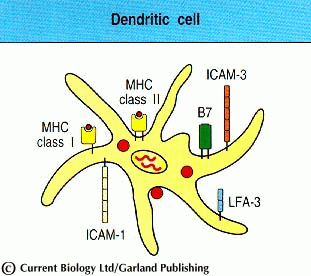 Dendritic cell
ICAM-3
MHC
class II
B7
MHC
class I
LFA-3
ICAM-1
© Current Biology Ltd/Garland Publishing